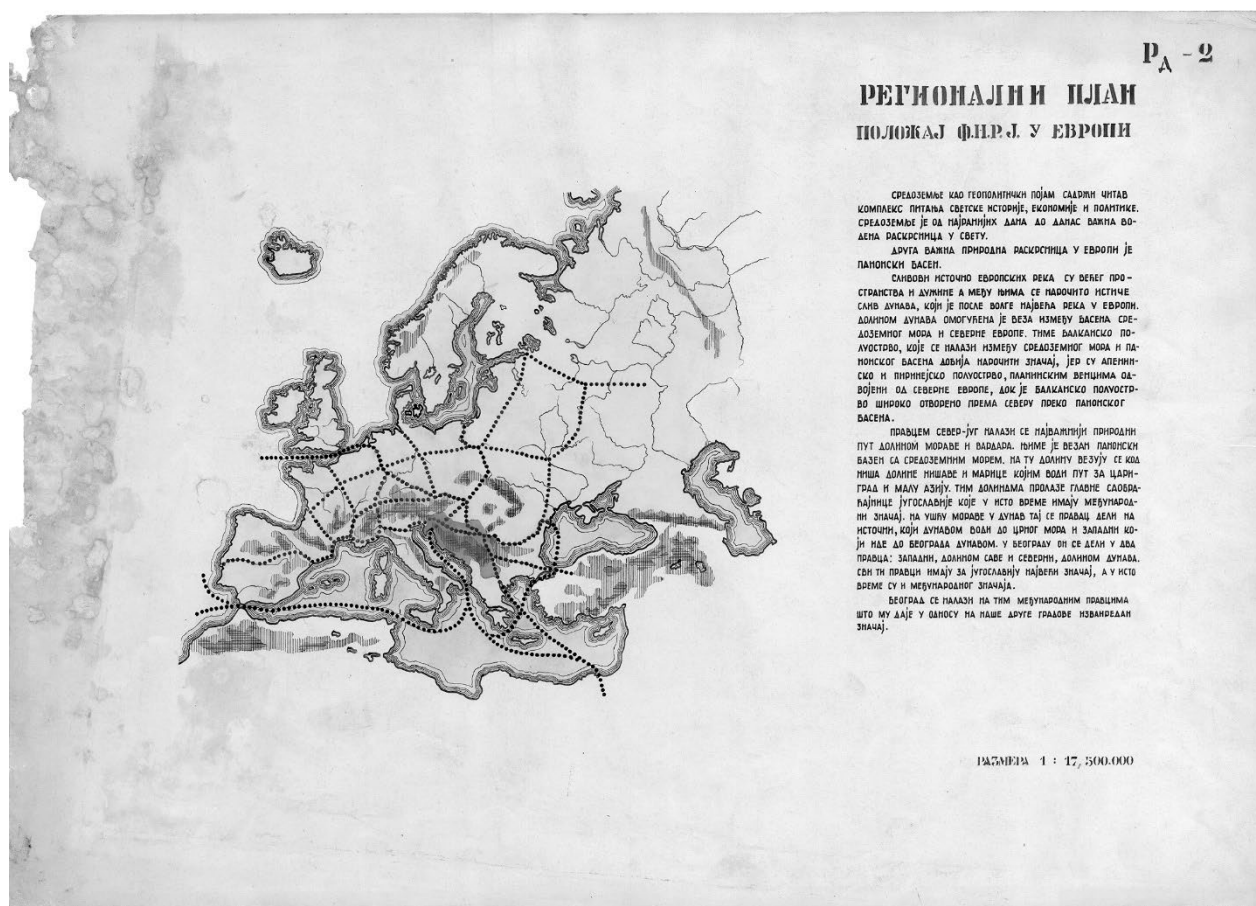 РД - 2
РЕГИОНАЛНИ ПЛАН
ПОЛОЖАЈ Ф.Н.Р.Ј. У ЕВРОПИ
СРЕДОЗЕМЉЕ КАО ГЕОПОЛИТИЧКИ ПОЈАМ САДРЖИ ЧИТАВ
КОМПЛЕКС ПИТАЊА СВЕТСКЕ ИСТОРИЈЕ, ЕКОНОМИЈЕ И ПОЛИТИКЕ.
СРЕДОЗЕМЉЕ ЈЕ ОД НАЈРАНИЈИХ ДАНА ДО ДАНАС ВАЖНА ВО-
ДЕНА РАСКРСНИЦА У СВЕТУ.
ДРУГА ВАЖНА ПРИРОДНА РАСКРСНИЦА У ЕВРОПИ ЈЕ
ПАНОНСКИ БАСЕН.
СЛИВОВИ ИСТОЧНО ЕВРОПСКИХ РЕКА СУ ВЕЋЕГ ПРО-
СТРАНСТВА И ДУЖИНЕ А МЕЂУ ЊИМА СЕ НАРОЧИТО ИСТИЧЕ
СЛИВ ДУНАВА, КОЈИ ЈЕ ПОСЛЕ ВОЛГЕ НАЈВЕЋА РЕКА У ЕВРОПИ.
ДОЛИНОМ ДУНАВА ОМОГУЋЕНА ЈЕ ВЕЗА ИЗМЕЂУ БАСЕНА СРЕ-
ДОЗЕМНОГ МОРА И СЕВЕРНЕ ЕВРОПЕ. ТИМЕ БАЛКАНСКО ПО-
ЛУОСТРВО, КОЈЕ СЕ НАЛАЗИ ИЗМЕЂУ СРЕДОЗЕМНОГ МОРА И ПА-
НОНСКОГ БАСЕНА ДОБИЈА НАРОЧИТИ ЗНАЧАЈ, ЈЕР СУ АПЕНИН-
СКО И ПИРИНЕЈСКО ПОЛУОСТРВО, ПЛАНИНСКИМ ВЕНЦИМА ОД-
ВОЈЕНИ ОД СЕВЕРНЕ ЕВРОПЕ, ДОК ЈЕ БАЛКАНСКО ПОЛУОСТР-
ВО ШИРОКО ОТВОРЕНО ПРЕМА СЕВЕРУ ПРЕКО ПАНОНСКОГ
БАСЕНА.
ПРАВЦЕМ СЕВЕР-ЈУГ НАЛАЗИ СЕ НАЈВАЖНИЈИ ПРИРОДНИ
ПУТ ДОЛИНОМ МОРАВЕ И ВАРДАРА. ЊИМЕ ЈЕ ВЕЗАН ПАНОНСКИ
БАЗЕН СА СРЕДОЗЕМНИМ МОРЕМ. НА ТУ ДОЛИНУ ВЕЗУЈУ СЕ КОД
НИША ДОЛИНЕ НИШАВЕ И МАРИЦЕ КОЈИМ ВОДИ ПУТ ЗА ЦАРИ-
ГРАД И МАЛУ АЗИЈУ. ТИМ ДОЛИНАМА ПРОЛАЗЕ ГЛАВНЕ САОБРА-
ЋАЈНИЦЕ ЈУГОСЛАВИЈЕ КОЈЕ У ИСТО ВРЕМЕ ИМАЈУ МЕЂУНАРОД-
НИ ЗНАЧАЈ. НА УШЋУ МОРАВЕ У ДУНАВ ТАЈ СЕ ПРАВАЦ ДЕЛИ НА
ИСТОЧНИ, КОЈИ ДУНАВОМ ВОДИ ДО ЦРНОГ МОРА И ЗАПАДНИ КО-
ЈИ ИДЕ ДО БЕОГРАДА ДУНАВОМ. У БЕОГРАДУ ОН СЕ ДЕЛИ У ДВА
ПРАВЦА: ЗАПАДНИ, ДОЛИНОМ САВЕ И СЕВЕРНИ, ДОЛИНОМ ДУНАВА.
СВИ ТИ ПРАВЦИ ИМАЈУ ЗА ЈУГОСЛАВИЈУ НАЈВЕЋИ ЗНАЧАЈ, А У ИСТО
ВРЕМЕ СУ И МЕЂУНАРОДНОГ ЗНАЧАЈА.
БЕОГРАД СЕ НАЛАЗИ НА ТИМ МЕЂУНАРОДНИМ ПРАВЦИМА
ШТО МУ ДАЈЕ У ОДНОСУ НА НАШЕ ДРУГЕ ГРАДОВЕ ИЗВАНРЕДАН
ЗНАЧАЈ.
РАЗМЕРА 1 : 17,500.000